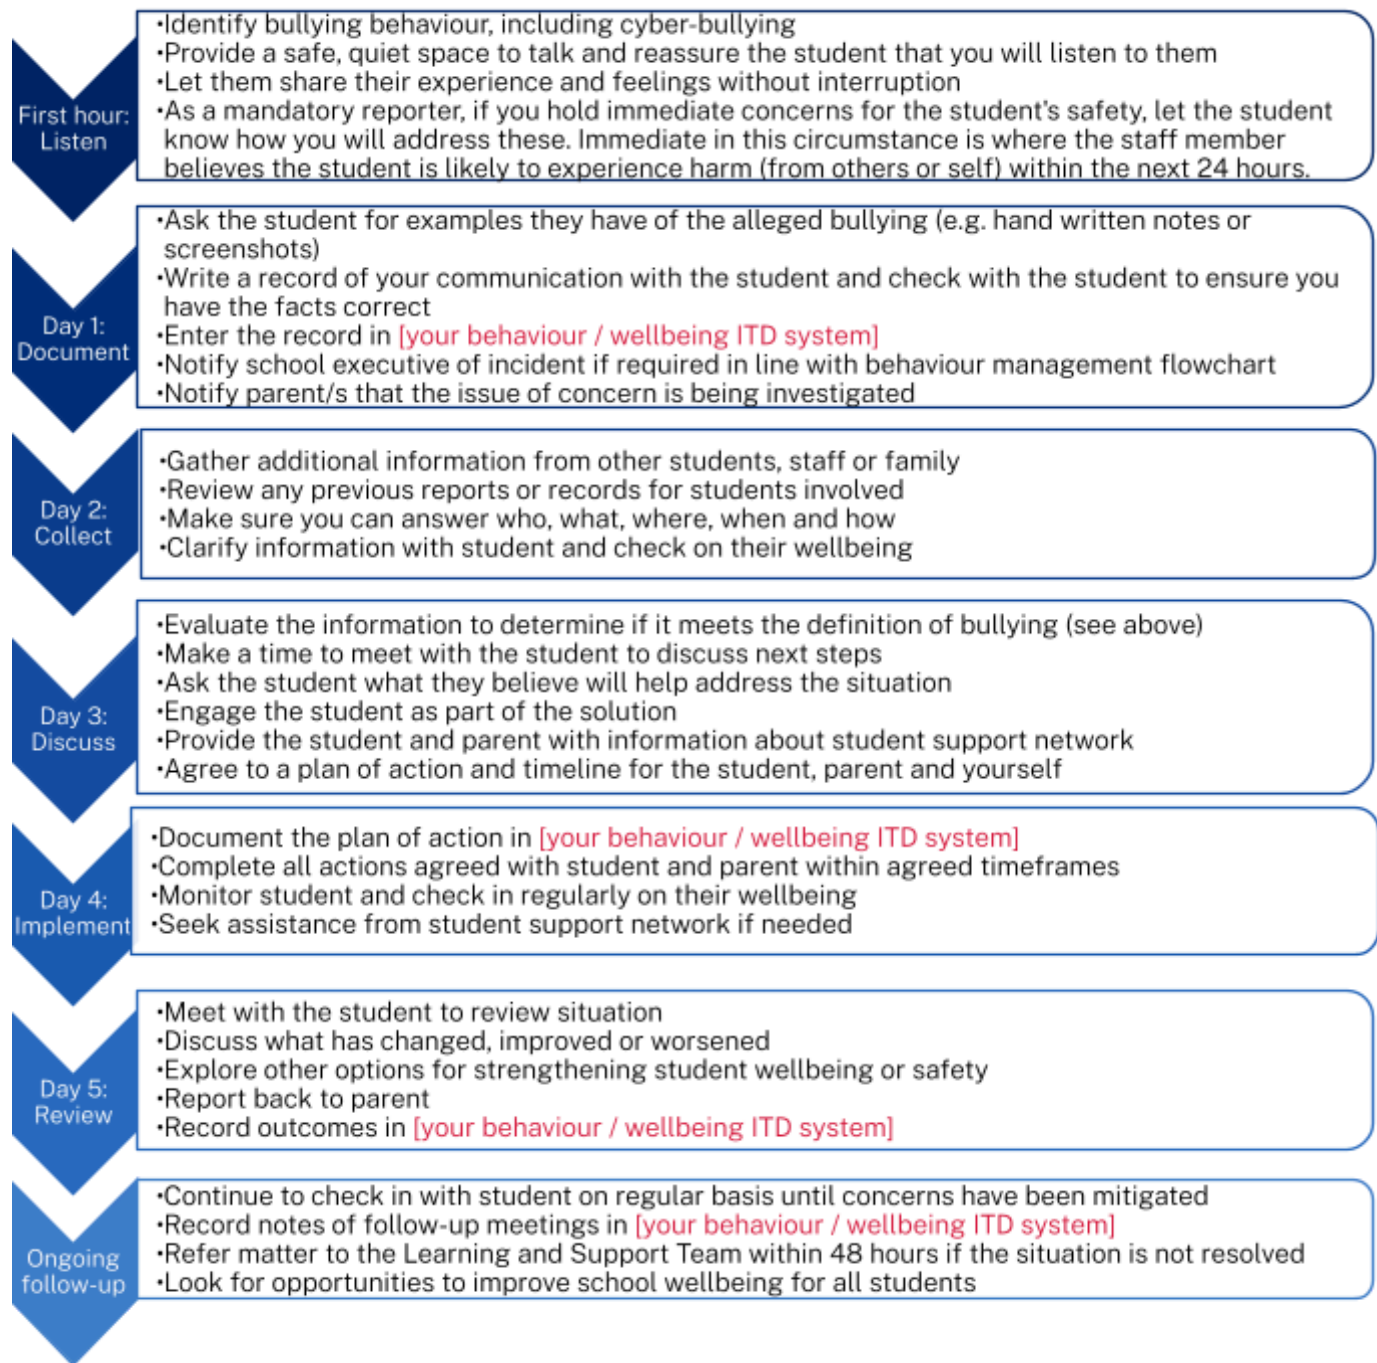 First hour:
Listen
•Identify bullying behaviour, including cyber-bullying
•Provide a safe, quiet space to talk and reassure the student that you will listen to them
•Let them share their experience and feelings without interruption
•As a mandatory reporter, if you hold immediate concerns for the student's safety, let the student
know how you will address these. Immediate in this circumstance is where the staff member
believes the student is likely to experience harm (from others or self) within the next 24 hours.
Day 1:
Document
•Ask the student for examples they have of the alleged bullying (e.g. hand written notes or
screenshots)
•Write a record of your communication with the student and check with the student to ensure you
have the facts correct
•Enter the record in [your behaviour / wellbeing ITD system]
•Notify school executive of incident if required in line with behaviour management flowchart
•Notify parent/s that the issue of concern is being investigated
Day 2:
Collect
•Gather additional information from other students, staff or family
•Review any previous reports or records for students involved
•Make sure you can answer who, what, where, when and how
•Clarify information with student and check on their wellbeing
Day 3:
Discuss
•Evaluate the information to determine if it meets the definition of bullying (see above)
•Make a time to meet with the student to discuss next steps
•Ask the student what they believe will help address the situation
•Engage the student as part of the solution
•Provide the student and parent with information about student support network
•Agree to a plan of action and timeline for the student, parent and yourself
Day 4:
Implement
•Document the plan of action in [your behaviour / wellbeing ITD system]
•Complete all actions agreed with student and parent within agreed timeframes
•Monitor student and check in regularly on their wellbeing
•Seek assistance from student support network if needed
Day 5:
Review
•Meet with the student to review situation
•Discuss what has changed, improved or worsened
•Explore other options for strengthening student wellbeing or safety
•Report back to parent
•Record outcomes in [your behaviour / wellbeing ITD system]
Ongoing
follow-up
•Continue to check in with student on regular basis until concerns have been mitigated
•Record notes of follow-up meetings in [your behaviour / wellbeing ITD system]
•Refer matter to the Learning and Support Team within 48 hours if the situation is not resolved
•Look for opportunities to improve school wellbeing for all students